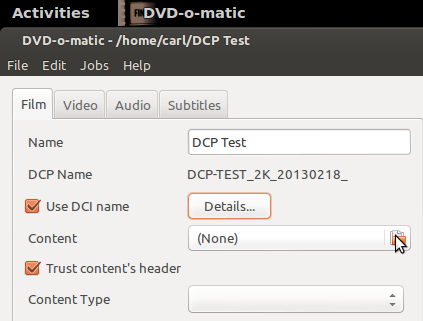 Activities DVD-o-matic
DVD-o-matic - /home/carl/DCP Test
File Edit Jobs Help
Film Video Audio Subtitles
Name DCP Test
DCP Name DCP-TEST_2K_20130218_
Use DCI name Details...
Content (None)
Trust content's header
Content Type